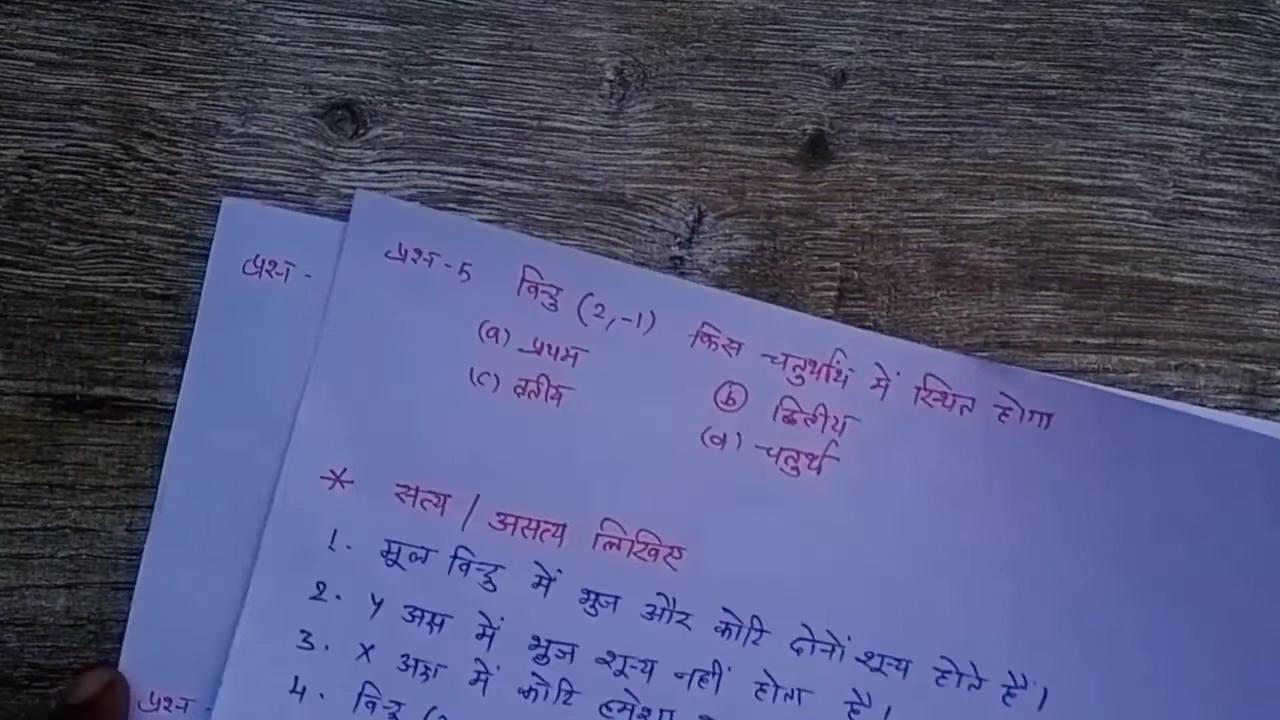 प्रश्न-5 बिन्दु (2,-1) किस चतुर्थांश में स्थित होगा
(a) प्रथम (b) द्वितीय
(c) तृतीय (d) चतुर्थ
* सत्य / असत्य लिखिए
1. मूल बिन्दु में भुज और कोटि दोनों शून्य होते हैं।
2. y अक्ष में भुज शून्य नहीं होता है।
3. x अक्ष में कोटि हमेशा
4. बिन्दु (
प्रश्न -
प्रश्न -